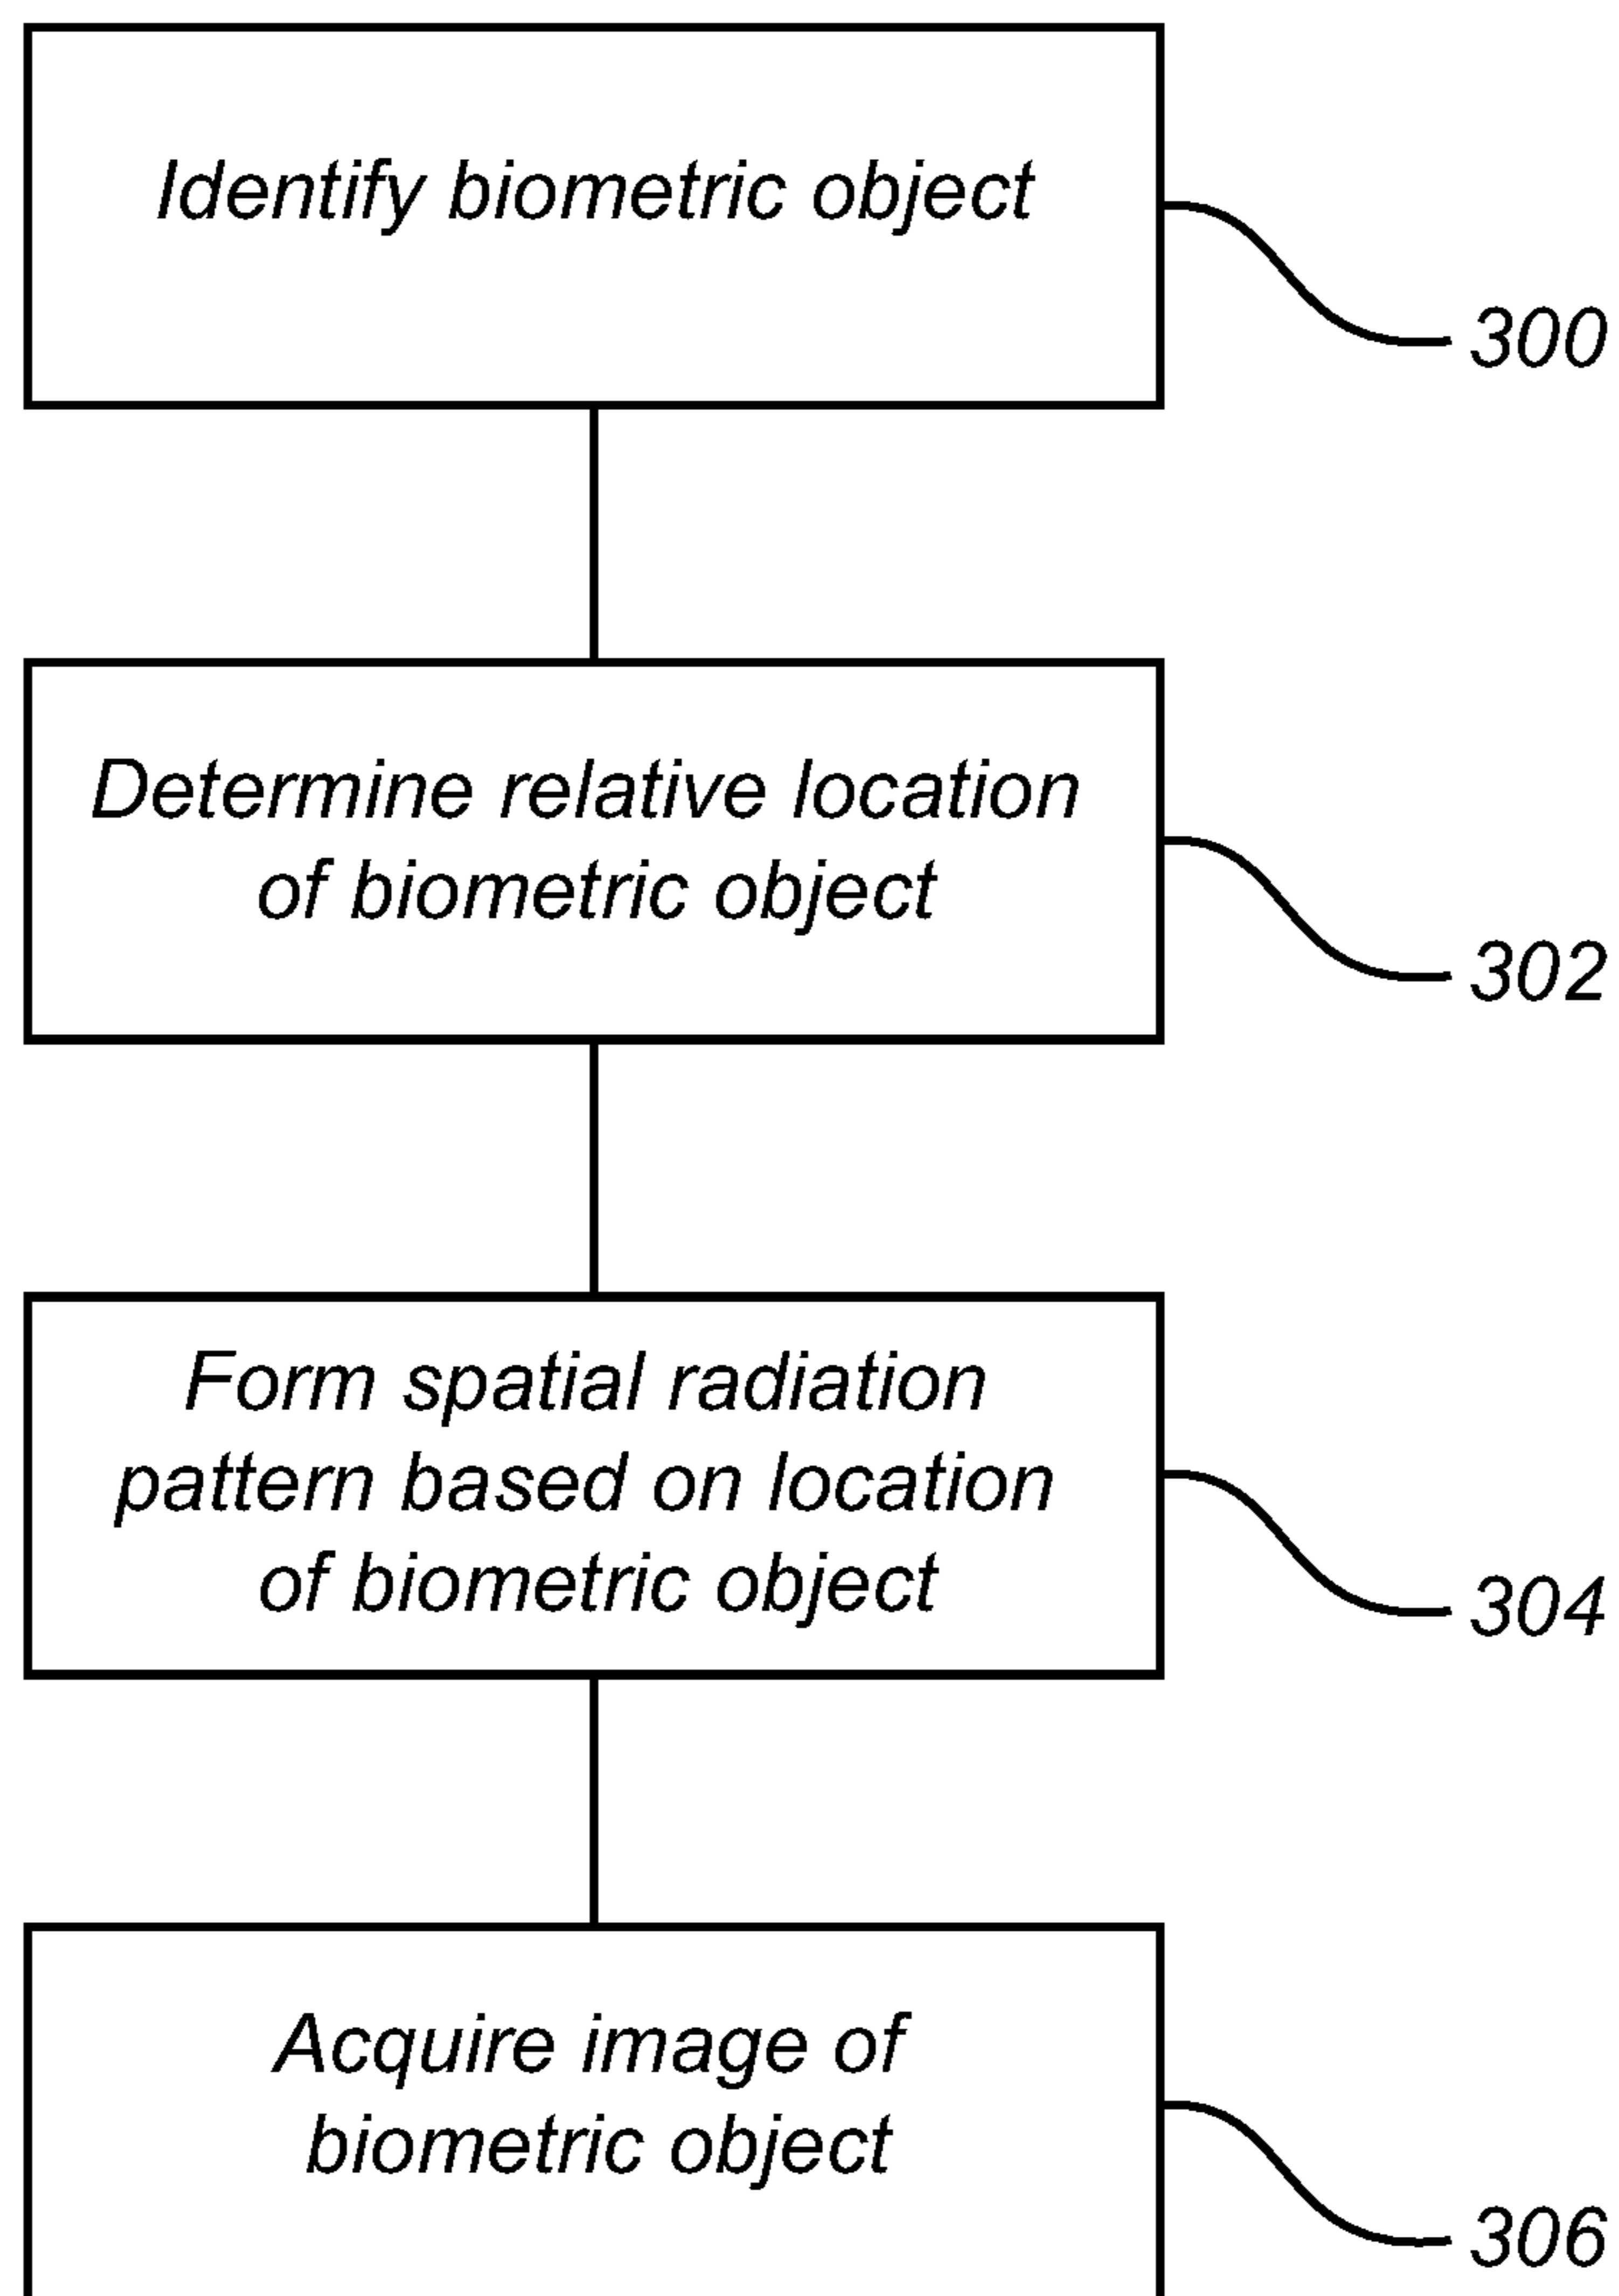 Identify biometric object
300
Determine relative location
of biometric object
302
Form spatial radiation
pattern based on location
of biometric object
304
Acquire image of
biometric object
306